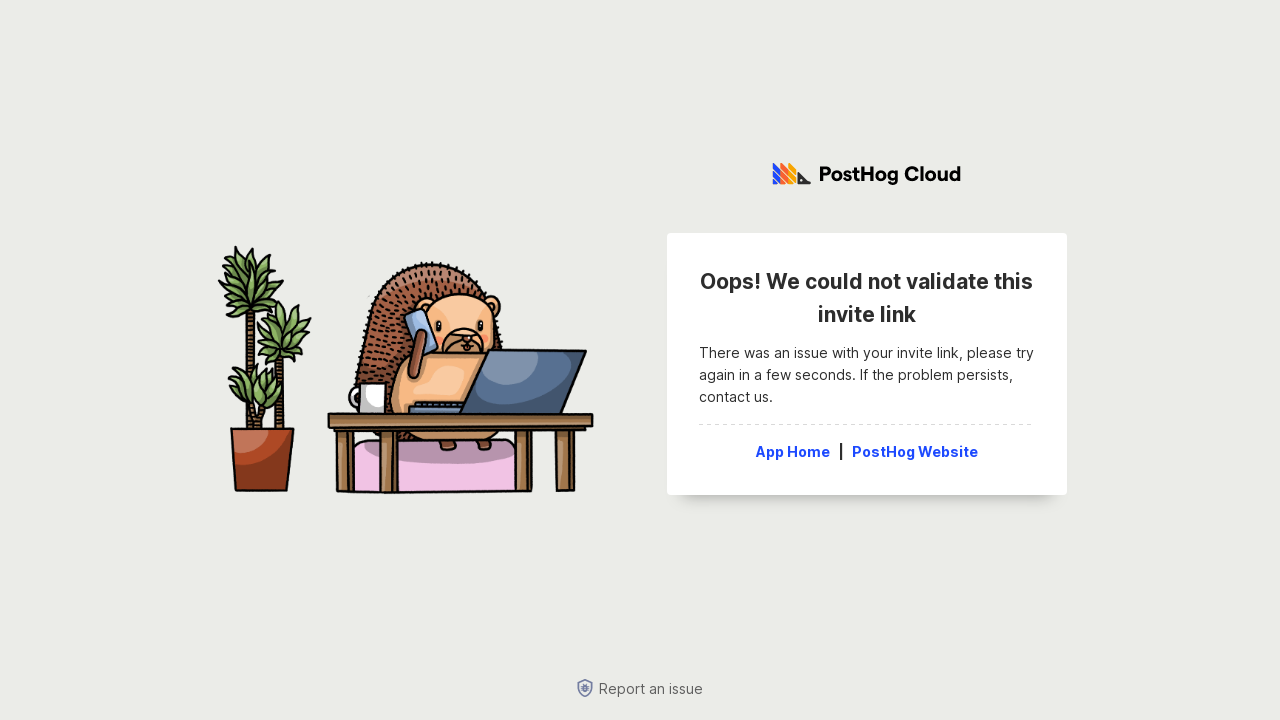 PostHog Cloud
Oops! We could not validate this
invite link
There was an issue with your invite link, please try
again in a few seconds. If the problem persists,
contact us.
App Home | PostHog Website
Report an issue